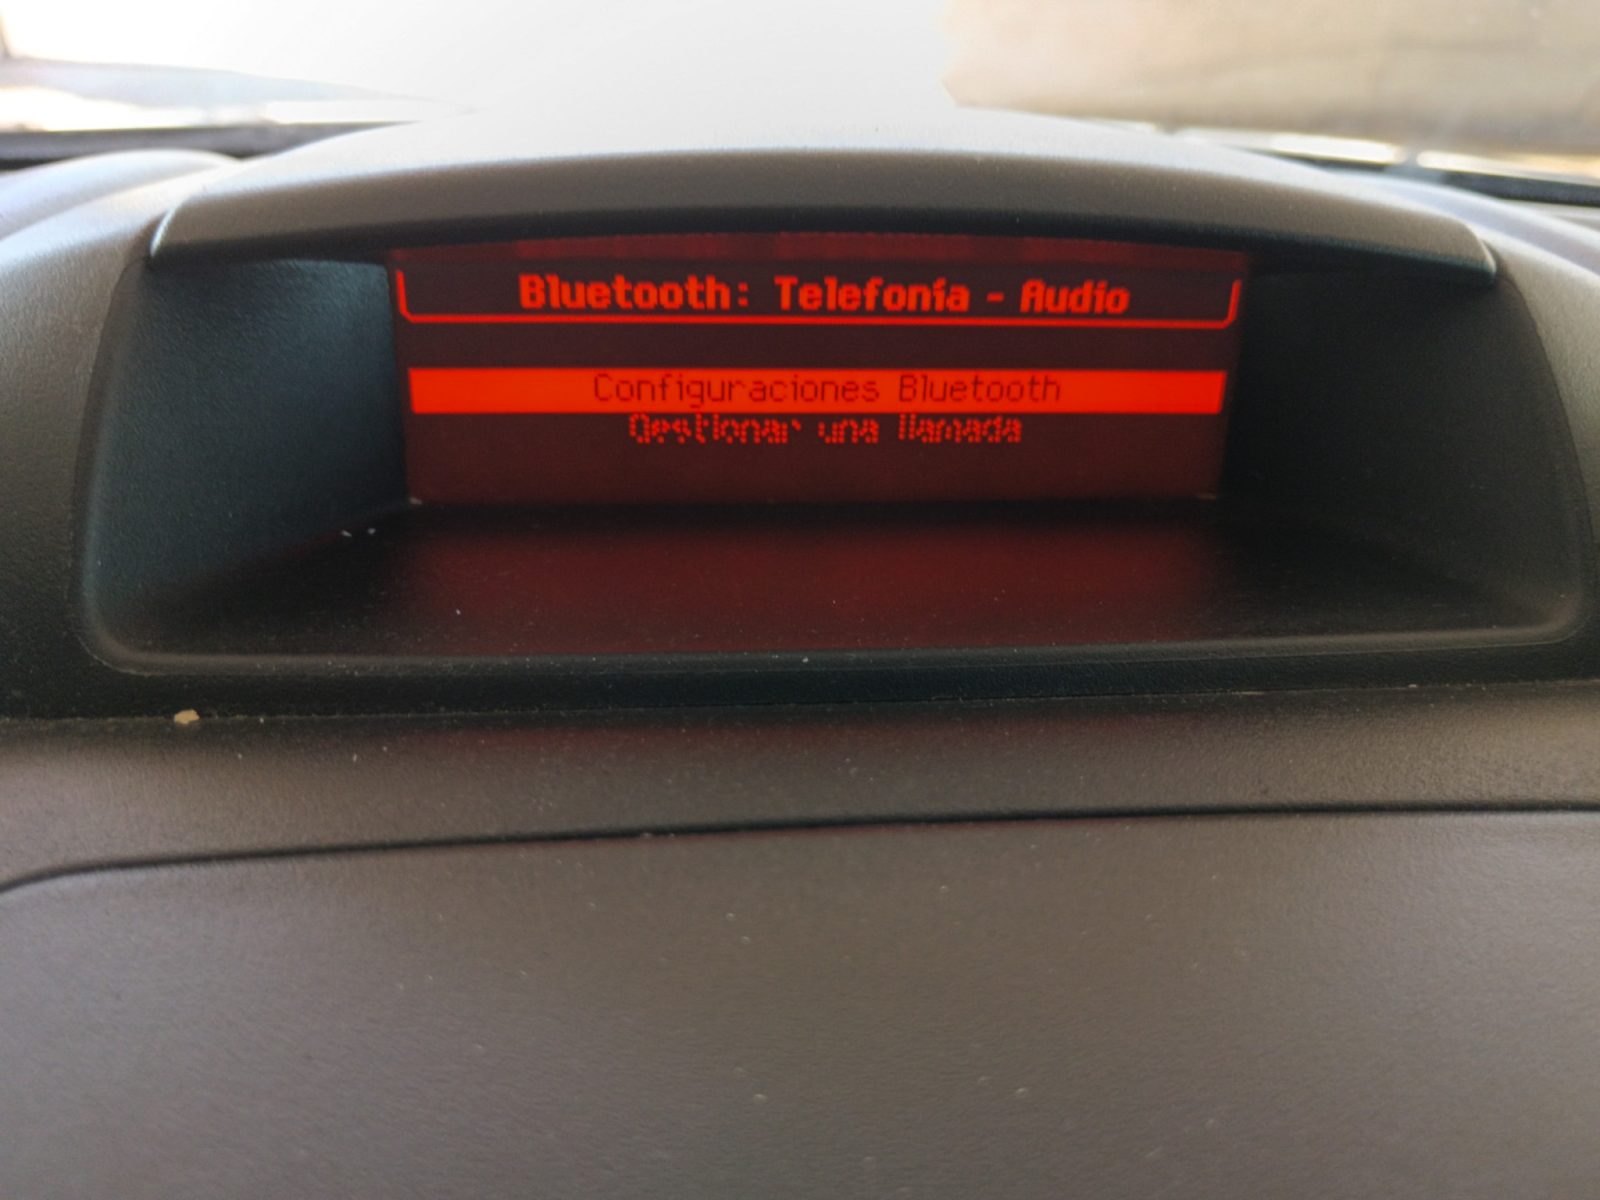 Bluetooth: Telefonía - Audio
Configuraciones Bluetooth
Gestionar una llamada